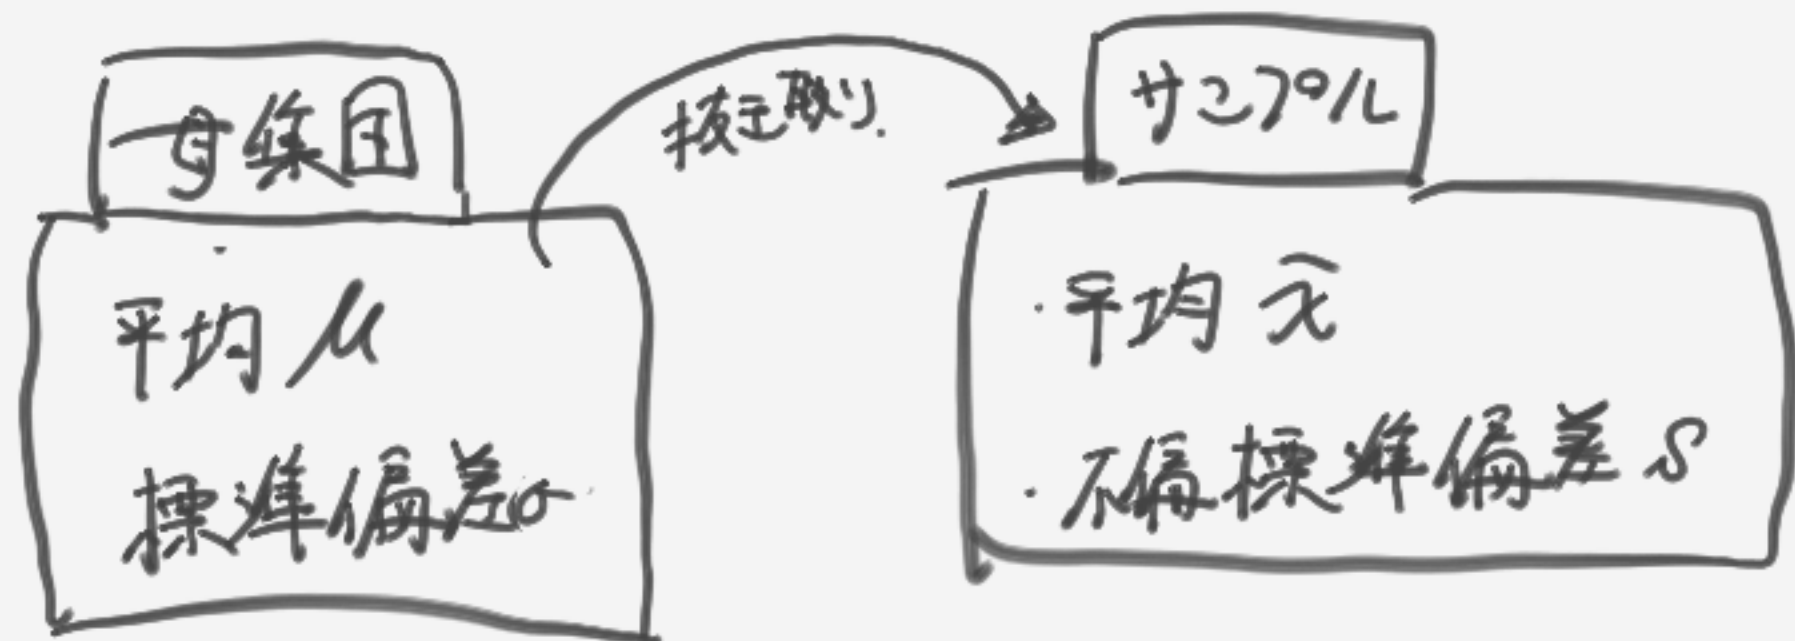 母集団
平均 μ
標準偏差σ
抜き取り
サンプル
・平均 x̄
・不偏標準偏差 s